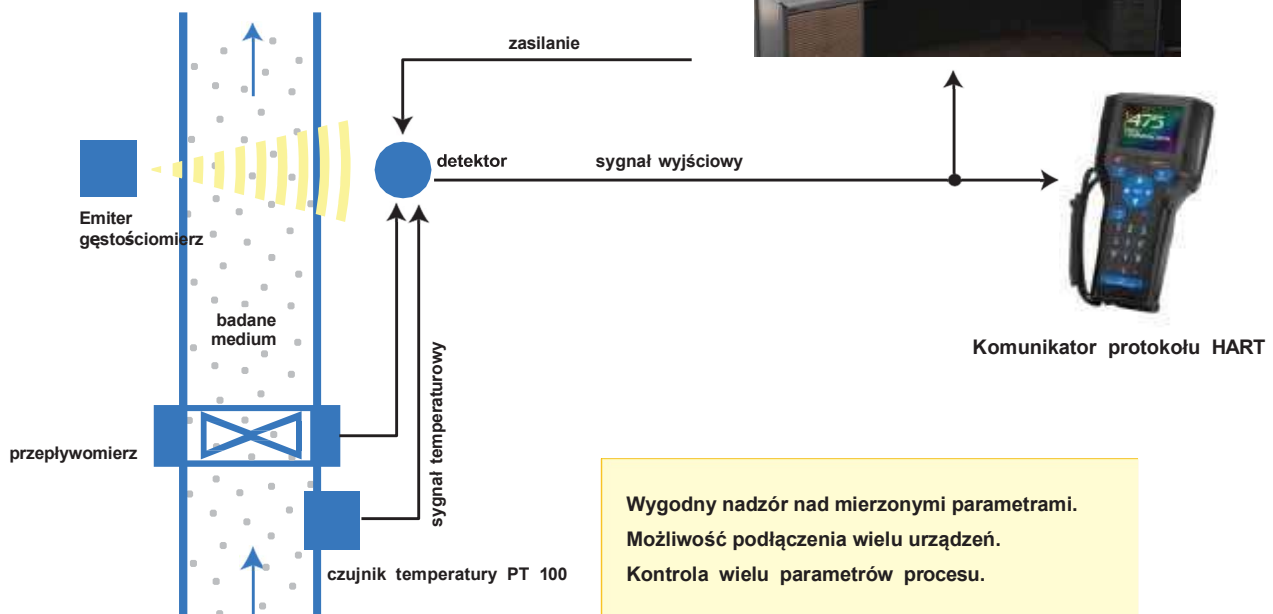 zasilanie
detektor
sygnał wyjściowy
475
Emiter
gęstościomierz
badane
medium
sygnał temperaturowy
Komunikator protokołu HART
przepływomierz
czujnik temperatury PT 100
Wygodny nadzór nad mierzonymi parametrami.
Możliwość podłączenia wielu urządzeń.
Kontrola wielu parametrów procesu.